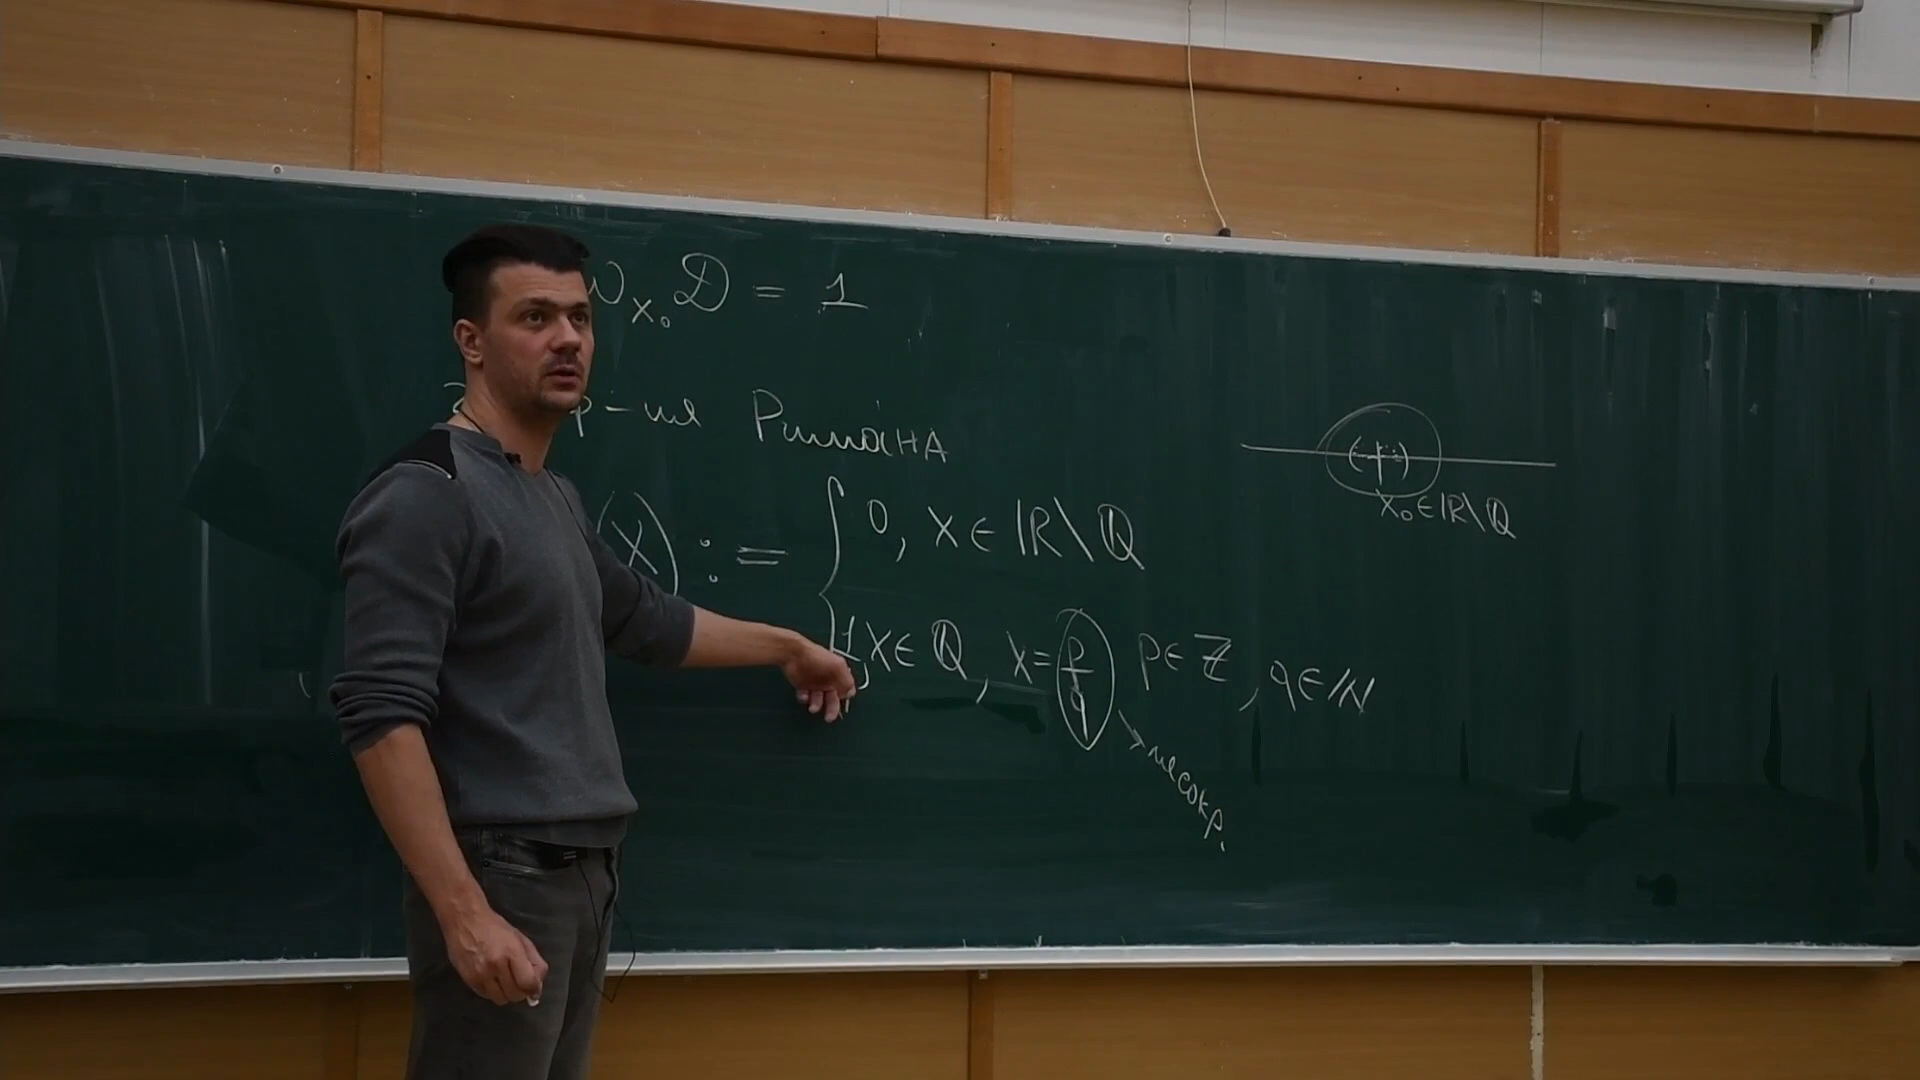 ω_{x₀} 𝒟 = 1
ф-ия Римана
(x) := { 0, x ∈ ℝ\ℚ
1, x ∈ ℚ, x = p/q p ∈ ℤ, q ∈ ℕ
несокр.
x₀ ∈ ℝ\ℚ